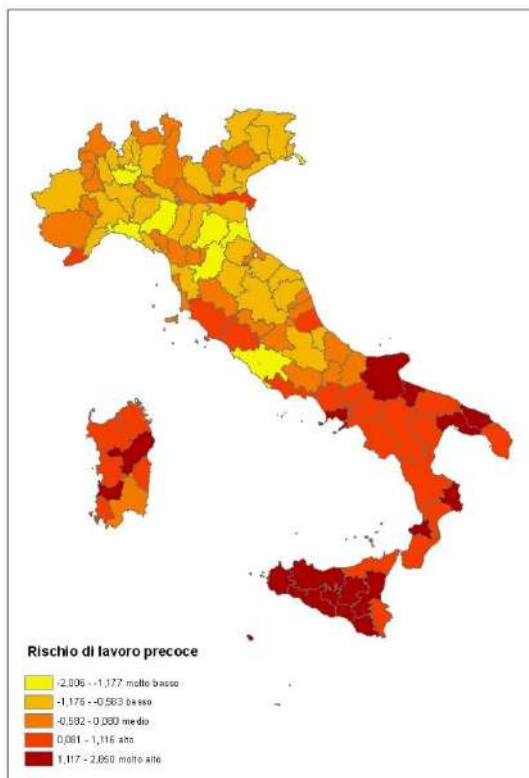 Rischio di lavoro precoce
-2,006 - -1,177 molto basso
-1,176 - -0,583 basso
-0,582 - 0,080 medio
0,081 - 1,116 alto
1,117 - 2,850 molto alto